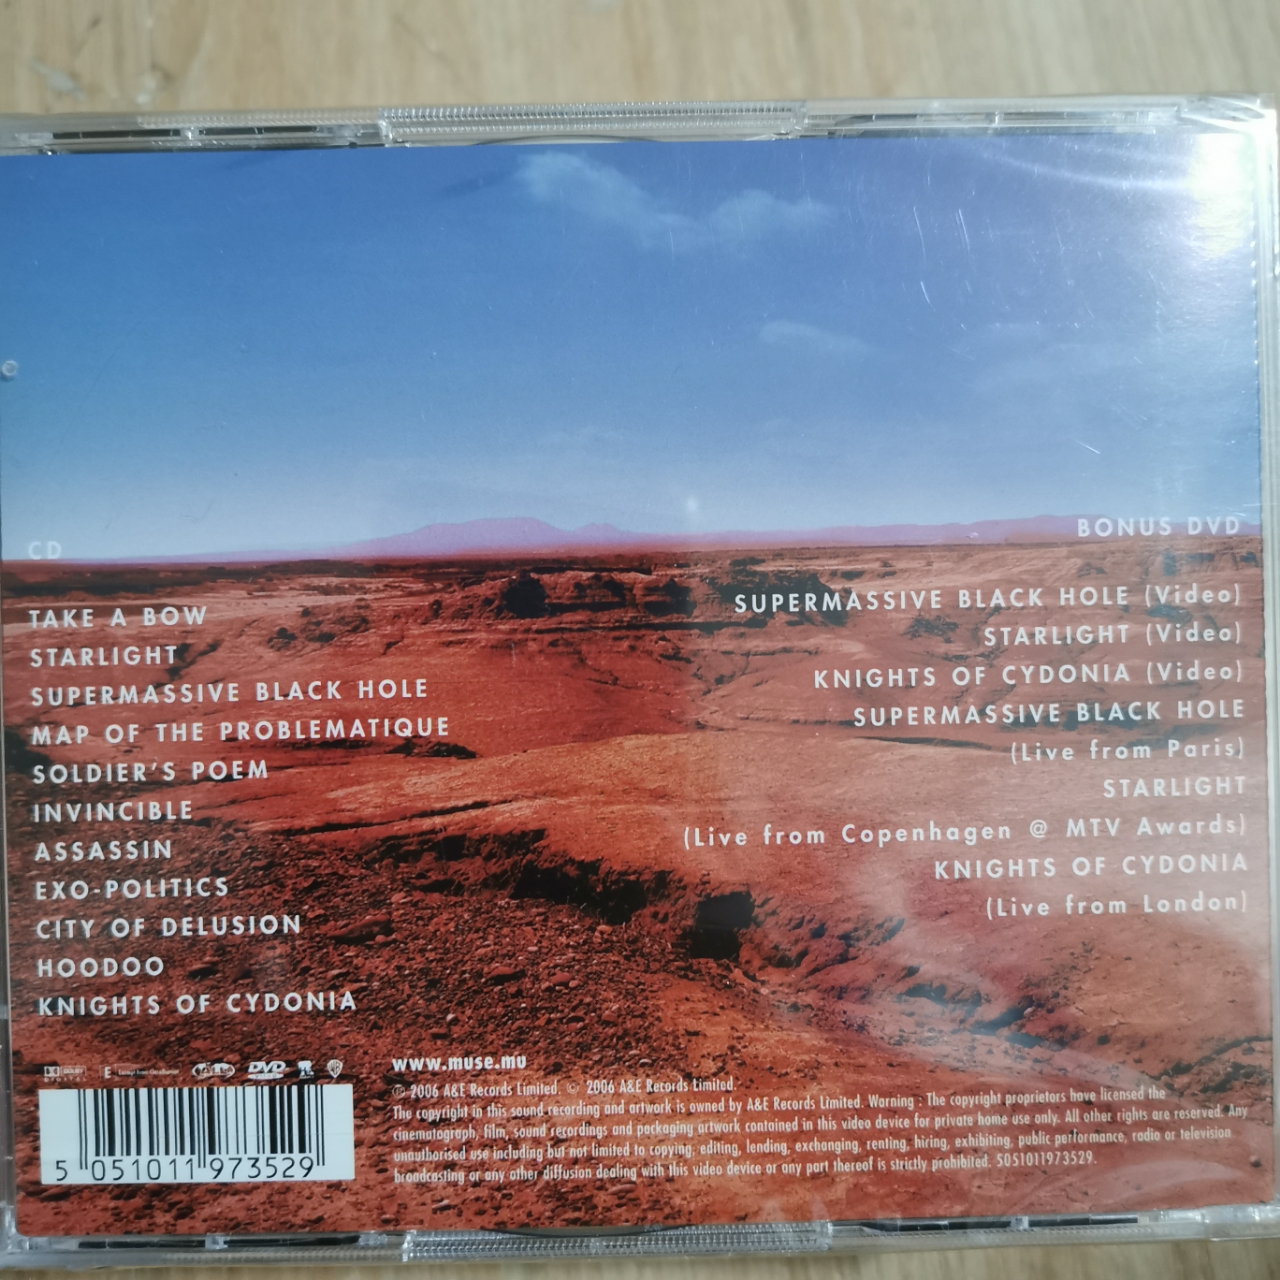 CD
TAKE A BOW
STARLIGHT
SUPERMASSIVE BLACK HOLE
MAP OF THE PROBLEMATIQUE
SOLDIER'S POEM
INVINCIBLE
ASSASSIN
EXO-POLITICS
CITY OF DELUSION
HOODOO
KNIGHTS OF CYDONIA
BONUS DVD
SUPERMASSIVE BLACK HOLE (Video)
STARLIGHT (Video)
KNIGHTS OF CYDONIA (Video)
SUPERMASSIVE BLACK HOLE
(Live from Paris)
STARLIGHT
(Live from Copenhagen @ MTV Awards)
KNIGHTS OF CYDONIA
(Live from London)
DOLBY DIGITAL E DVD
5 051011 973529
www.muse.mu
℗ 2006 A&E Records Limited. © 2006 A&E Records Limited.
The copyright in this sound recording and artwork is owned by A&E Records Limited. Warning : The copyright proprietors have licensed the
cinematograph, film, sound recordings and packaging artwork contained in this video device for private home use only. All other rights are reserved. Any
unauthorised use including but not limited to copying, editing, lending, exchanging, renting, hiring, exhibiting, public performance, radio or television
broadcasting or any other diffusion dealing with this video device or any part thereof is strictly prohibited. 5051011973529.